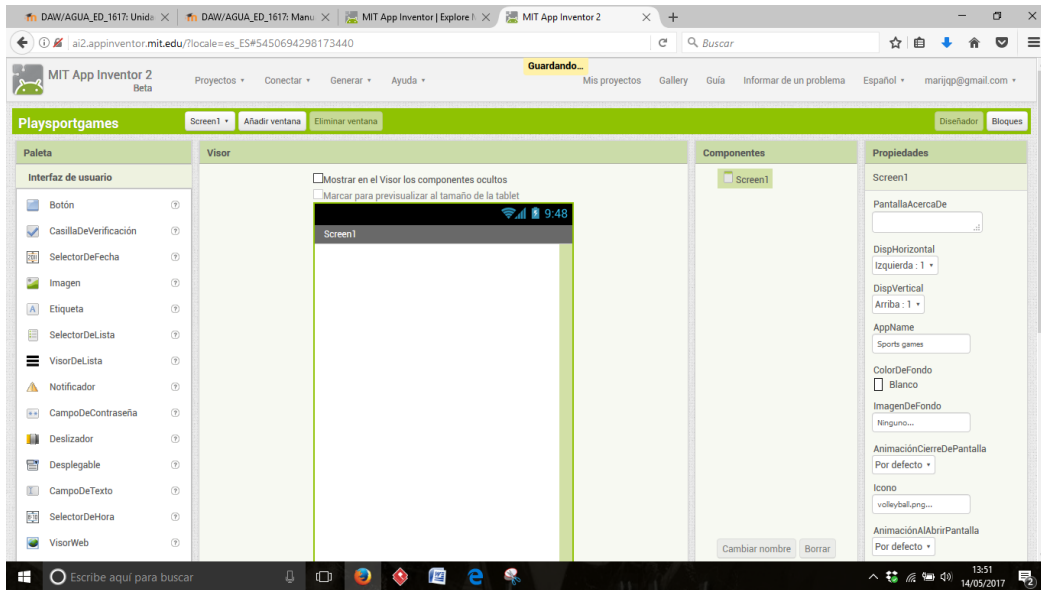 DAW/AGUA_ED_1617: Unida
DAW/AGUA_ED_1617: Manu
MIT App Inventor | Explore
MIT App Inventor 2
ai2.appinventor.mit.edu/?locale=es_ES#5450694298173440
Buscar
MIT App Inventor 2
Beta
Proyectos
Conectar
Generar
Ayuda
Guardando...
Mis proyectos
Gallery
Guía
Informar de un problema
Español
marijqp@gmail.com
Playsportgames
Screen1
Añadir ventana
Eliminar ventana
Diseñador
Bloques
Paleta
Interfaz de usuario
Botón
CasillaDeVerificación
SelectorDeFecha
Imagen
Etiqueta
SelectorDeLista
VisorDeLista
Notificador
CampoDeContraseña
Deslizador
Desplegable
CampoDeTexto
SelectorDeHora
VisorWeb
Visor
Mostrar en el Visor los componentes ocultos
Marcar para previsualizar al tamaño de la tablet
9:48
Screen1
Componentes
Screen1
Cambiar nombre
Borrar
Propiedades
Screen1
PantallaAcercaDe
DispHorizontal
Izquierda : 1
DispVertical
Arriba : 1
AppName
Sports games
ColorDeFondo
Blanco
ImagenDeFondo
Ninguno...
AnimaciónCierreDePantalla
Por defecto
Icono
volleyball.png...
AnimaciónAlAbrirPantalla
Por defecto
Escribe aquí para buscar
13:51
14/05/2017
2